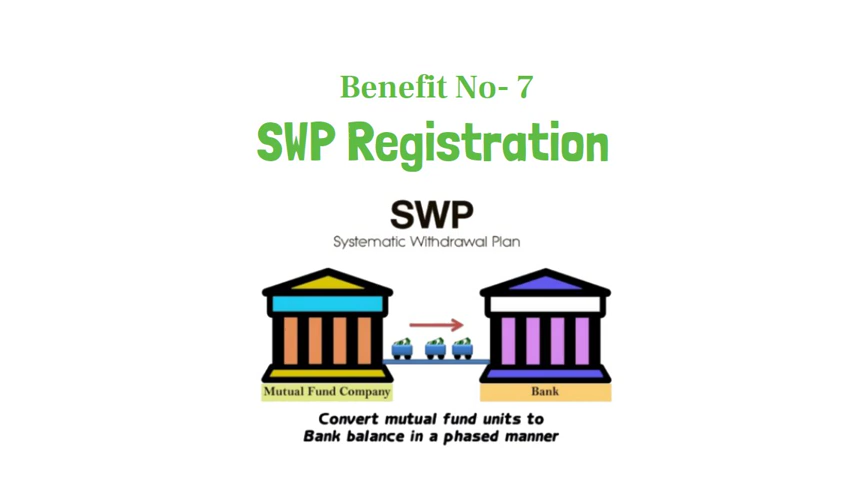 Benefit No- 7
SWP Registration
SWP
Systematic Withdrawal Plan
Mutual Fund Company
Bank
Convert mutual fund units to
Bank balance in a phased manner